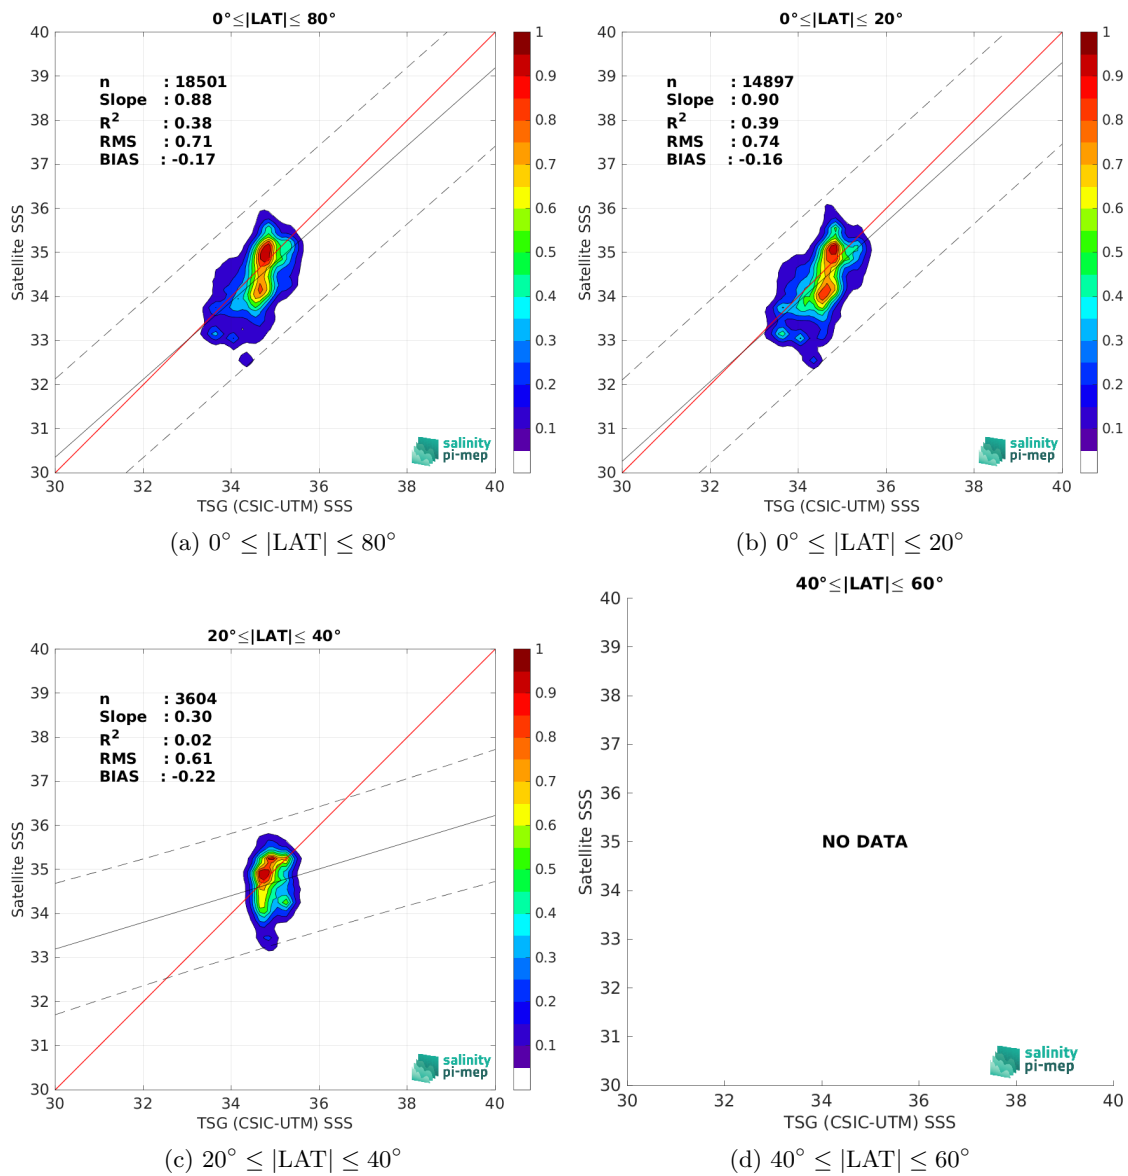 0°≤|LAT|≤ 80°
40
39
38
37
36
35
34
33
32
31
30
Satellite SSS
n : 18501
Slope : 0.88
R² : 0.38
RMS : 0.71
BIAS : -0.17
salinity
pi-mep
30 32 34 36 38 40
TSG (CSIC-UTM) SSS
1
0.9
0.8
0.7
0.6
0.5
0.4
0.3
0.2
0.1
(a) 0° ≤ |LAT| ≤ 80°
0°≤|LAT|≤ 20°
40
39
38
37
36
35
34
33
32
31
30
Satellite SSS
n : 14897
Slope : 0.90
R² : 0.39
RMS : 0.74
BIAS : -0.16
salinity
pi-mep
30 32 34 36 38 40
TSG (CSIC-UTM) SSS
1
0.9
0.8
0.7
0.6
0.5
0.4
0.3
0.2
0.1
(b) 0° ≤ |LAT| ≤ 20°
20°≤|LAT|≤ 40°
40
39
38
37
36
35
34
33
32
31
30
Satellite SSS
n : 3604
Slope : 0.30
R² : 0.02
RMS : 0.61
BIAS : -0.22
salinity
pi-mep
30 32 34 36 38 40
TSG (CSIC-UTM) SSS
1
0.9
0.8
0.7
0.6
0.5
0.4
0.3
0.2
0.1
(c) 20° ≤ |LAT| ≤ 40°
40°≤|LAT|≤ 60°
40
39
38
37
36
35
34
33
32
31
30
Satellite SSS
NO DATA
salinity
pi-mep
30 32 34 36 38 40
TSG (CSIC-UTM) SSS
(d) 40° ≤ |LAT| ≤ 60°